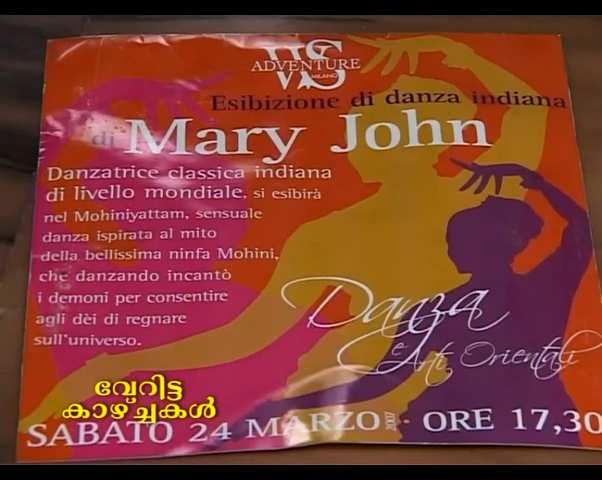 VIS
ADVENTURE
MILANO
Esibizione di danza indiana
di Mary John
Danzatrice classica indiana
di livello mondiale, si esibirà
nel Mohiniyattam, sensuale
danza ispirata al mito
della bellissima ninfa Mohini,
che danzando incantò
i demoni per consentire
agli dèi di regnare
sull'universo.
Danza
e Arti Orientali
വേറിട്ട
കാഴ്ച്ചകൾ
SABATO 24 MARZO 2007 · ORE 17,30